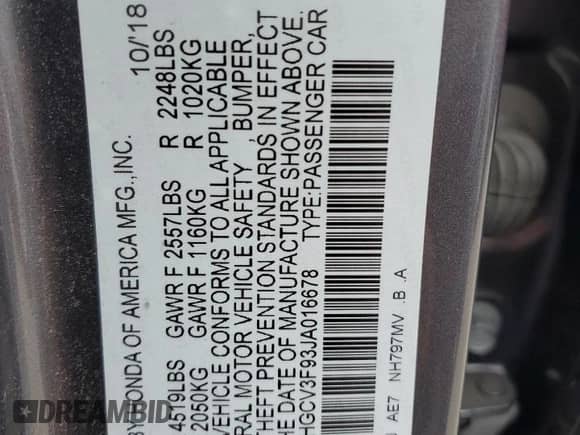 BY HONDA OF AMERICA MFG.,INC. 10/'18
4519LBS GAWR F 2557LBS R 2248LBS
2050KG GAWR F 1160KG R 1020KG
VEHICLE CONFORMS TO ALL APPLICABLE
RAL MOTOR VEHICLE SAFETY, BUMPER,
THEFT PREVENTION STANDARDS IN EFFECT
THE DATE OF MANUFACTURE SHOWN ABOVE.
HGCV3F93JA016678 TYPE:PASSENGER CAR
AE7 NH797MV .B .A
DREAMBID